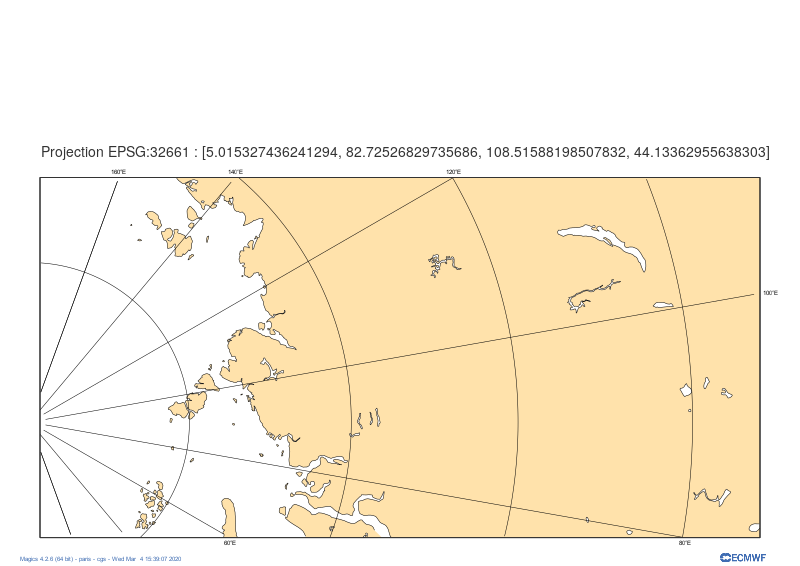 Projection EPSG:32661 : [5.015327436241294, 82.72526829735686, 108.51588198507832, 44.13362955638303]
160°E 140°E 120°E
100°E
60°E 80°E
Magics 4.2.6 (64 bit) - paris - cgs - Wed Mar 4 15:39:07 2020
ECMWF